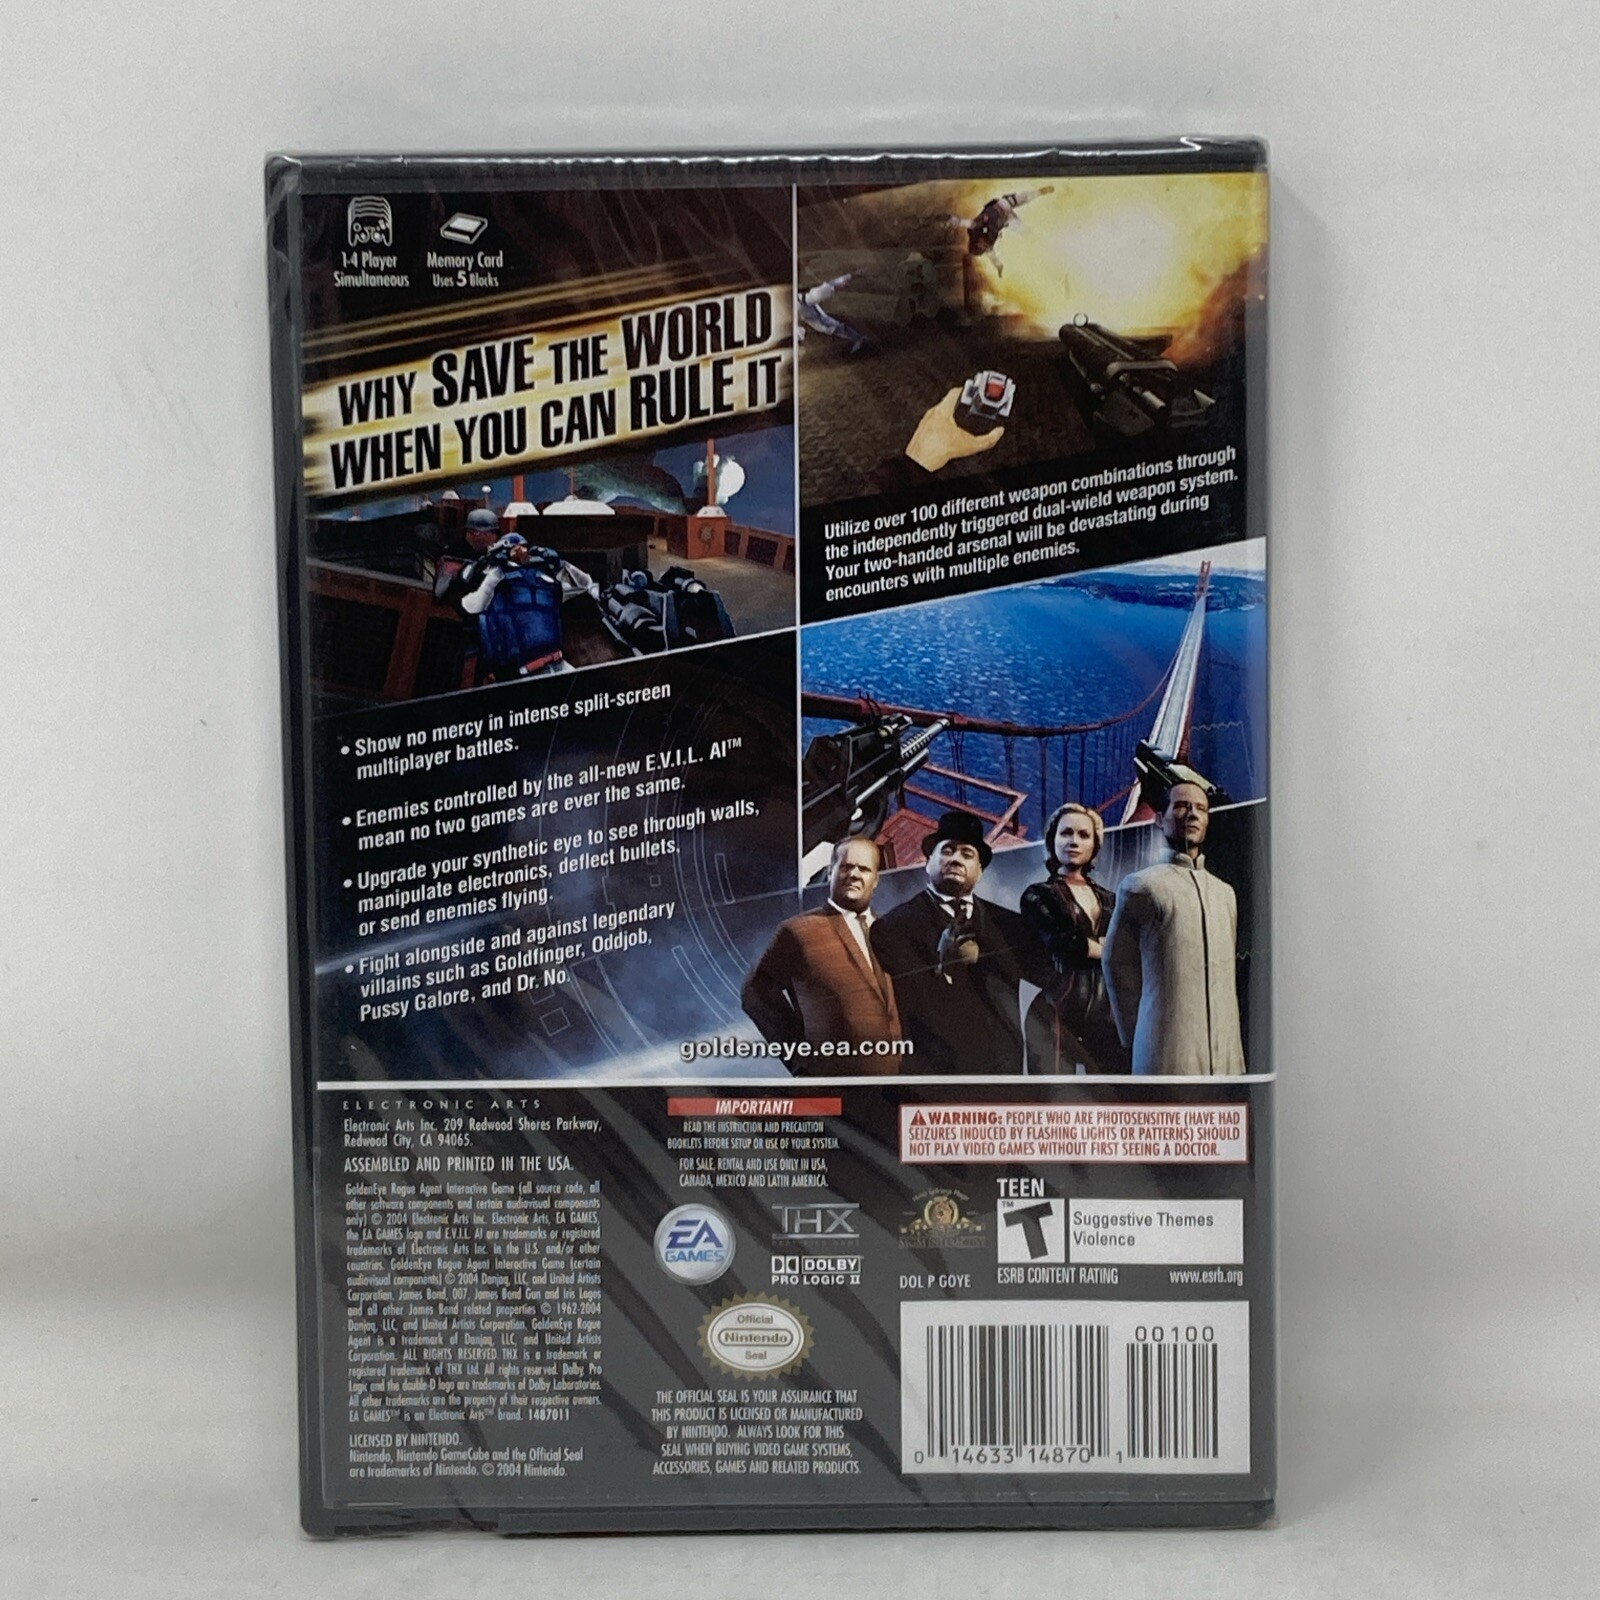 1-4 Player
Simultaneous
Memory Card
Uses 5 Blocks
WHY SAVE THE WORLD
WHEN YOU CAN RULE IT
Utilize over 100 different weapon combinations through
the independently triggered dual-wield weapon system.
Your two-handed arsenal will be devastating during
encounters with multiple enemies.
• Show no mercy in intense split-screen
multiplayer battles.
• Enemies controlled by the all-new E.V.I.L. AI™
mean no two games are ever the same.
• Upgrade your synthetic eye to see through walls,
manipulate electronics, deflect bullets,
or send enemies flying.
• Fight alongside and against legendary
villains such as Goldfinger, Oddjob,
Pussy Galore, and Dr. No.
goldeneye.ea.com
ELECTRONIC ARTS
Electronic Arts Inc. 209 Redwood Shores Parkway,
Redwood City, CA 94065.
ASSEMBLED AND PRINTED IN THE USA.
GoldenEye Rogue Agent Interactive Game (all source code, all
other software components and certain audiovisual components
only) © 2004 Electronic Arts Inc. Electronic Arts, EA GAMES,
the EA GAMES logo and E.V.I.L. AI are trademarks or registered
trademarks of Electronic Arts Inc. in the U.S. and/or other
countries. GoldenEye Rogue Agent Interactive Game (certain
audiovisual components) © 2004 Danjaq, LLC, and United Artists
Corporation. James Bond, 007, James Bond Gun and Iris Logos
and all other James Bond related properties © 1962-2004
Danjaq, LLC, and United Artists Corporation. GoldenEye Rogue
Agent is a trademark of Danjaq, LLC, and United Artists
Corporation. ALL RIGHTS RESERVED. THX is a trademark or
registered trademark of THX Ltd. All rights reserved. Dolby, Pro
Logic and the double-D logo are trademarks of Dolby Laboratories.
All other trademarks are the property of their respective owners.
EA GAMES™ is an Electronic Arts™ brand. 1487011
LICENSED BY NINTENDO.
Nintendo, Nintendo GameCube and the Official Seal
are trademarks of Nintendo. © 2004 Nintendo.
IMPORTANT!
READ THE INSTRUCTION AND PRECAUTION
BOOKLETS BEFORE SETUP OR USE OF YOUR SYSTEM.
FOR SALE, RENTAL AND USE ONLY IN USA,
CANADA, MEXICO AND LATIN AMERICA.
EA
GAMES
THX
DOLBY
PRO LOGIC II
Official
Nintendo
Seal
THE OFFICIAL SEAL IS YOUR ASSURANCE THAT
THIS PRODUCT IS LICENSED OR MANUFACTURED
BY NINTENDO. ALWAYS LOOK FOR THIS
SEAL WHEN BUYING VIDEO GAME SYSTEMS,
ACCESSORIES, GAMES AND RELATED PRODUCTS.
WARNING: PEOPLE WHO ARE PHOTOSENSITIVE (HAVE HAD
SEIZURES INDUCED BY FLASHING LIGHTS OR PATTERNS) SHOULD
NOT PLAY VIDEO GAMES WITHOUT FIRST SEEING A DOCTOR.
DOL P GOYE
TEEN
T™
Suggestive Themes
Violence
ESRB CONTENT RATING www.esrb.org
00100
0 14633 14870 1